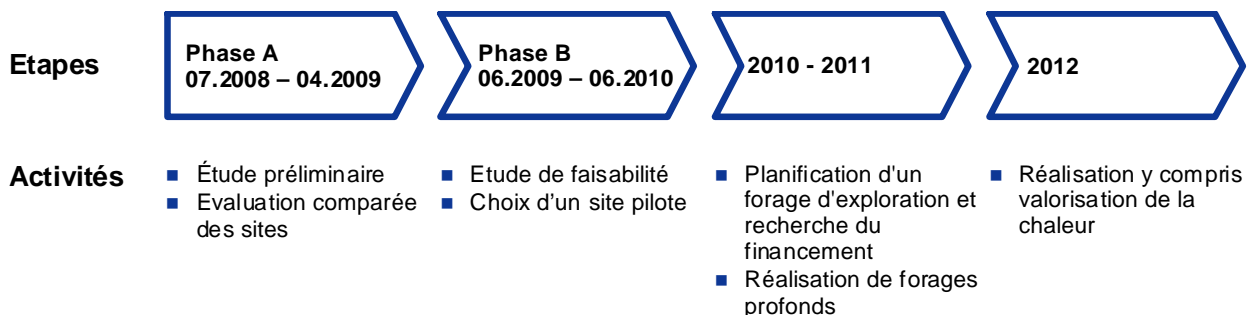 Etapes
Phase A
07.2008 – 04.2009
Phase B
06.2009 – 06.2010
2010 - 2011
2012
Activités
Étude préliminaire
Evaluation comparée
des sites
Etude de faisabilité
Choix d'un site pilote
Planification d'un
forage d'exploration et
recherche du
financement
Réalisation de forages
profonds
Réalisation y compris
valorisation de la
chaleur